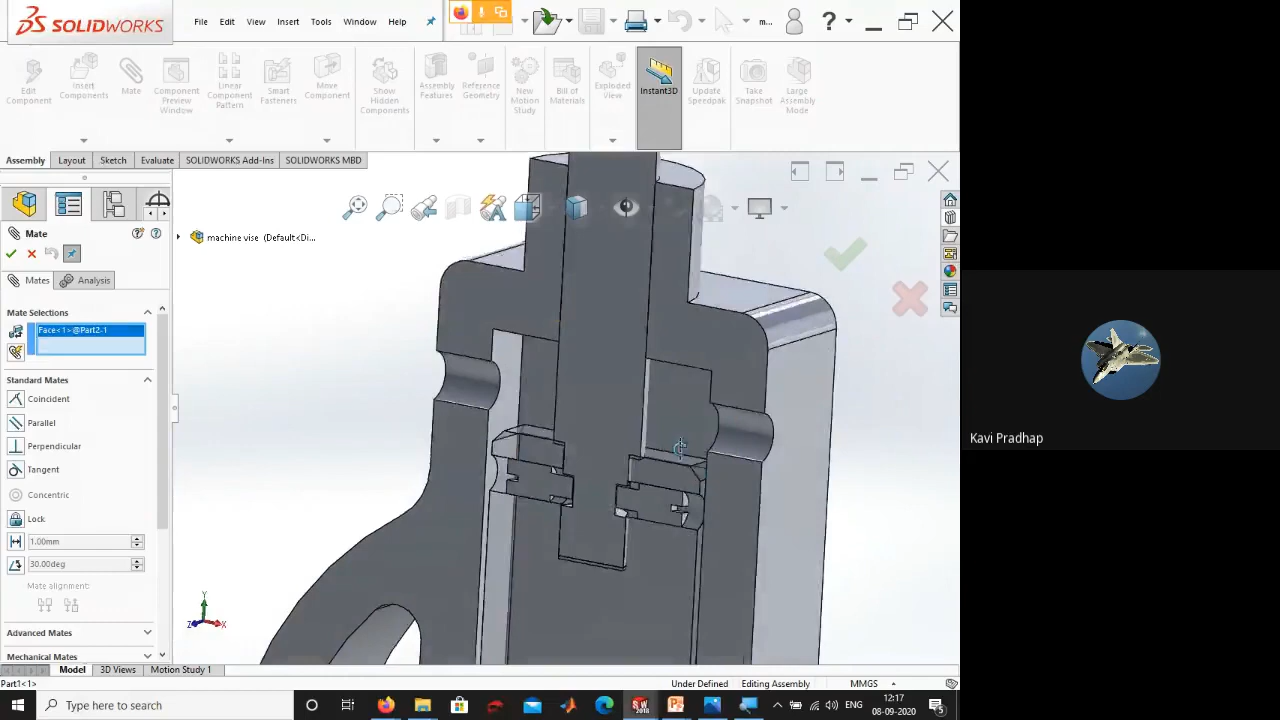 SOLIDWORKS
File Edit View Insert Tools Window Help
m...
?
Edit Component
Insert Components
Mate
Component Preview Window
Linear Component Pattern
Smart Fasteners
Move Component
Show Hidden Components
Assembly Features
Reference Geometry
New Motion Study
Bill of Materials
Exploded View
Instant3D
Update Speedpak
Take Snapshot
Large Assembly Mode
Assembly Layout Sketch Evaluate SOLIDWORKS Add-Ins SOLIDWORKS MBD
Mate
machine vise (Default<Di...
Mates Analysis
Mate Selections
Face<1>@Part2-1
Standard Mates
Coincident
Parallel
Perpendicular
Tangent
Concentric
Lock
1.00mm
30.00deg
Mate alignment:
Advanced Mates
Mechanical Mates
Y
Z
X
Model 3D Views Motion Study 1
Part1<1>
Under Defined Editing Assembly MMGS
Type here to search
ENG
12:17
08-09-2020
5
Kavi Pradhap